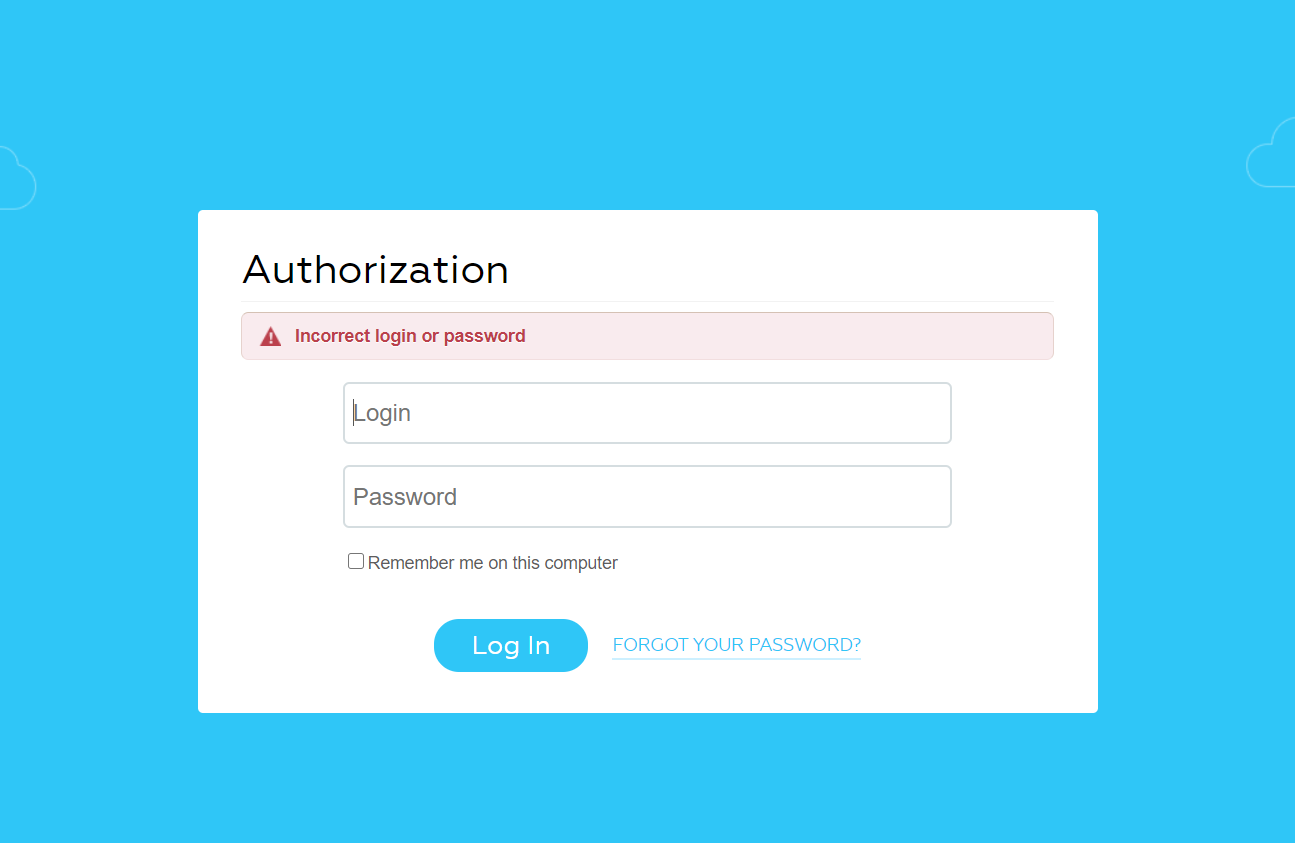 Authorization
Incorrect login or password
Login
Password
Remember me on this computer
Log In
FORGOT YOUR PASSWORD?